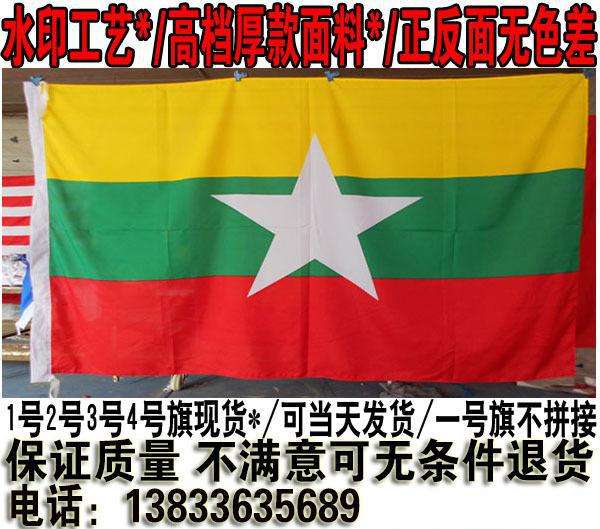 水印工艺*/高档厚款面料*/正反面无色差
1号2号3号4号旗现货*/可当天发货/一号旗不拼接
保证质量 不满意可无条件退货
电话：13833635689